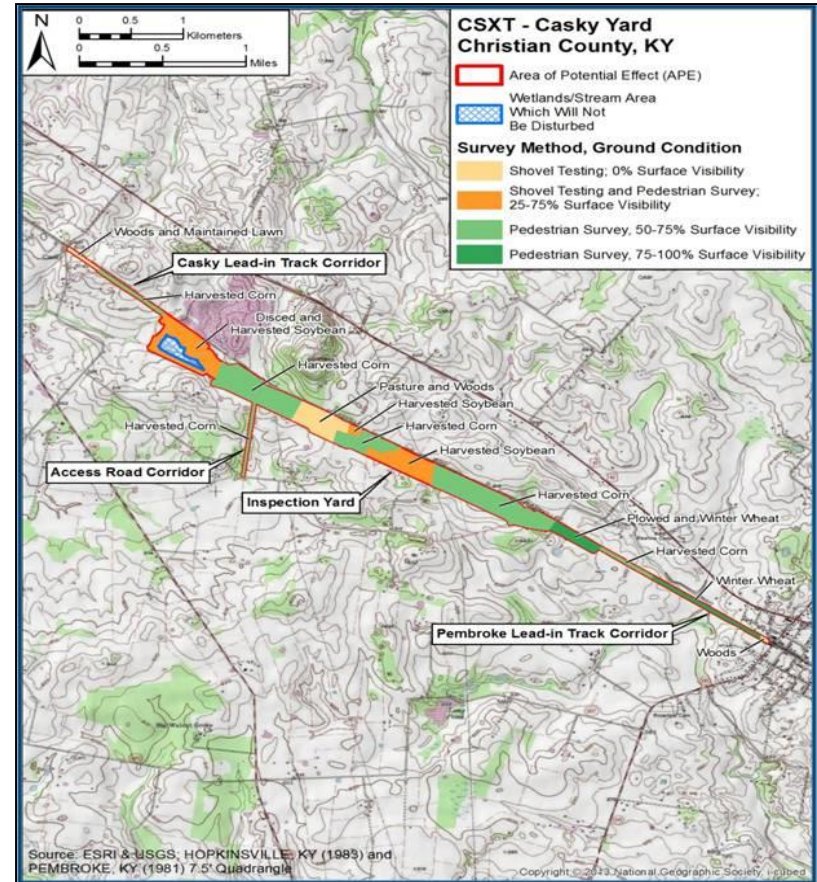 N
0 0.5 1
Kilometers
0 0.5 1
Miles
CSXT - Casky Yard
Christian County, KY
Area of Potential Effect (APE)
Wetlands/Stream Area
Which Will Not
Be Disturbed
Survey Method, Ground Condition
Shovel Testing; 0% Surface Visibility
Shovel Testing and Pedestrian Survey;
25-75% Surface Visibility
Pedestrian Survey, 50-75% Surface Visibility
Pedestrian Survey, 75-100% Surface Visibility
Woods and Maintained Lawn
Casky Lead-in Track Corridor
Harvested Corn
Disced and
Harvested Soybean
Harvested Corn
Pasture and Woods
Harvested Soybean
Harvested Corn
Harvested Corn
Harvested Soybean
Access Road Corridor
Inspection Yard
Harvested Corn
Plowed and Winter Wheat
Harvested Corn
Winter Wheat
Pembroke Lead-in Track Corridor
Woods
Source: ESRI & USGS; HOPKINSVILLE, KY (1983) and
PEMBROKE, KY (1981) 7.5' Quadrangle
Copyright © 2013 National Geographic Society, i-cubed